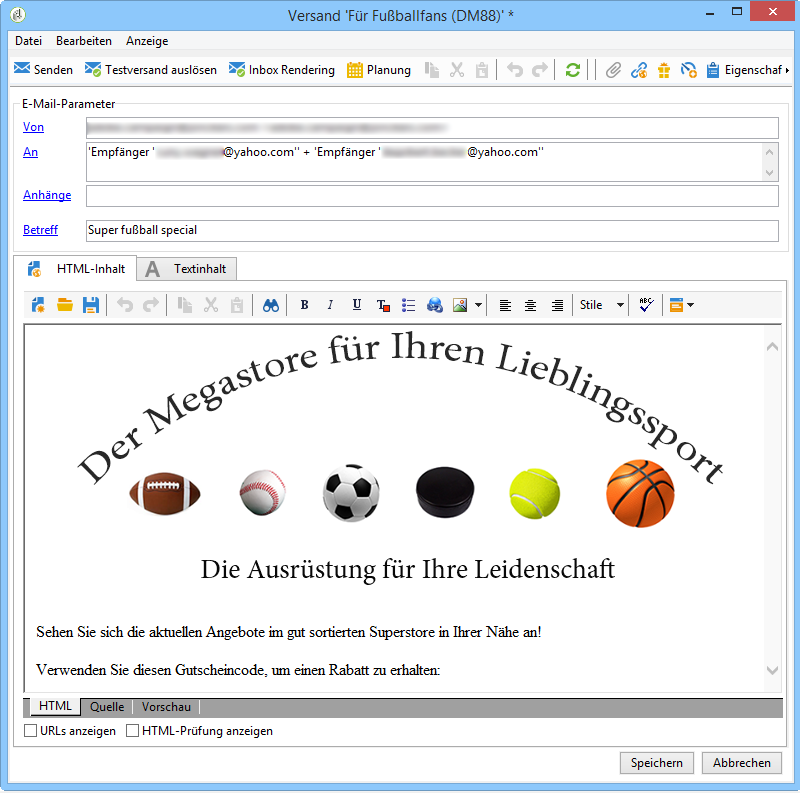 Versand 'Für Fußballfans (DM88)' *
Datei Bearbeiten Anzeige
Senden Testversand auslösen Inbox Rendering Planung Eigenschaf
E-Mail-Parameter
Von
An 'Empfänger ' @yahoo.com'' + 'Empfänger ' @yahoo.com''
Anhänge
Betreff Super fußball special
HTML-Inhalt A Textinhalt
B I U T Stile ABC
Der Megastore für Ihren Lieblingssport
Die Ausrüstung für Ihre Leidenschaft
Sehen Sie sich die aktuellen Angebote im gut sortierten Superstore in Ihrer Nähe an!
Verwenden Sie diesen Gutscheincode, um einen Rabatt zu erhalten:
HTML Quelle Vorschau
URLs anzeigen HTML-Prüfung anzeigen
Speichern Abbrechen